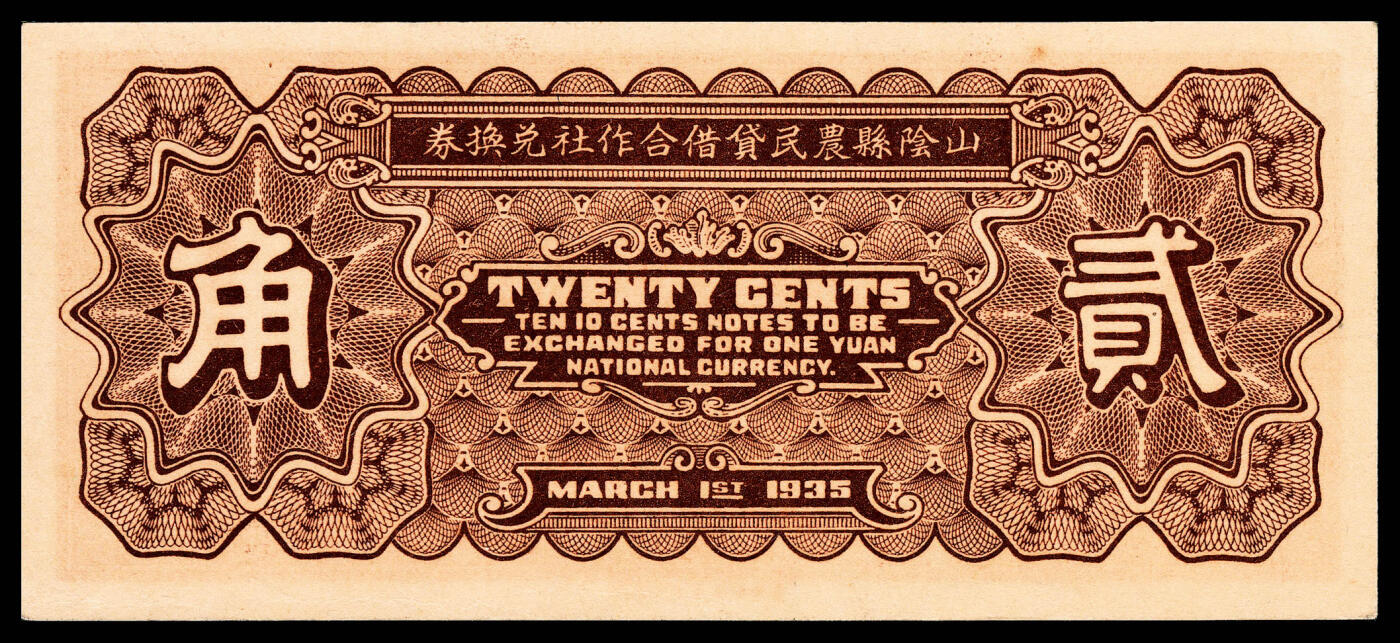 山陰縣農民貸借合作社兌換券
貳角
TWENTY CENTS
TEN 10 CENTS NOTES TO BE
EXCHANGED FOR ONE YUAN
NATIONAL CURRENCY.
MARCH 1ST 1935